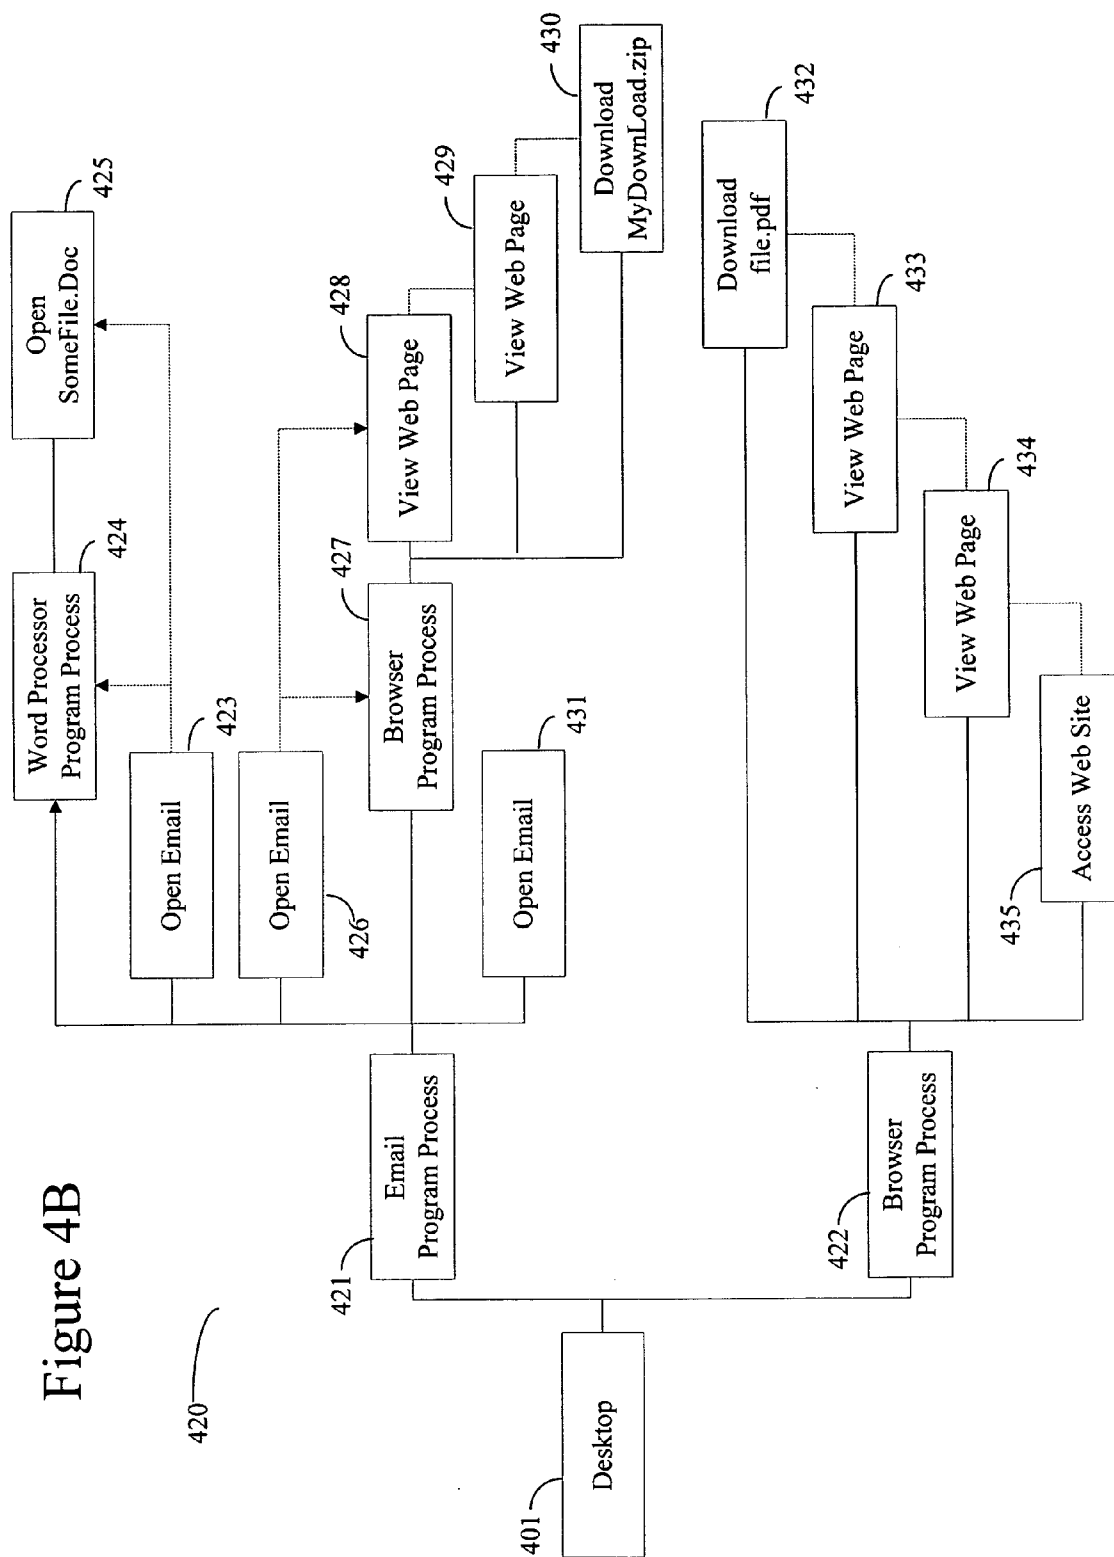 Figure 4B
420
401
Desktop
421
Email
Program Process
422
Browser
Program Process
Word Processor
Program Process
424
Open
SomeFile.Doc
425
Open Email
423
Open Email
426
Browser
Program Process
427
View Web Page
428
View Web Page
429
Download
MyDownLoad.zip
430
Open Email
431
Download
file.pdf
432
View Web Page
433
View Web Page
434
Access Web Site
435